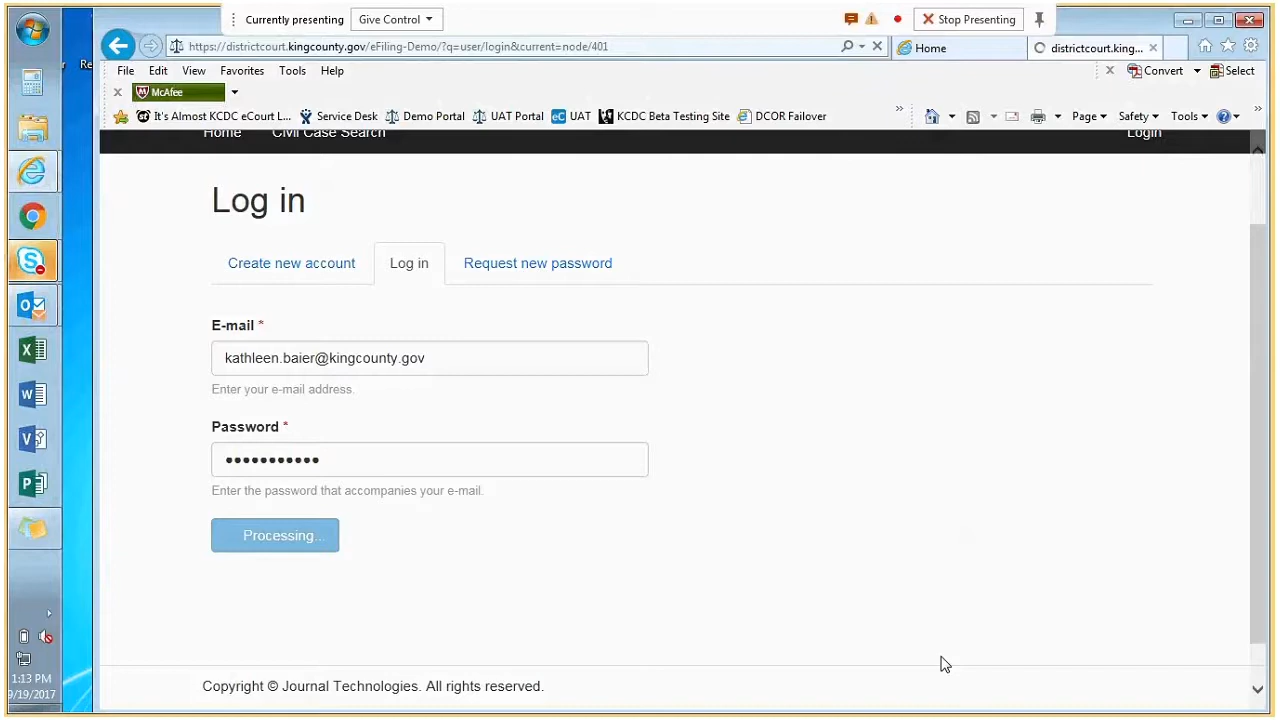 Currently presenting Give Control Stop Presenting
https://districtcourt.kingcounty.gov/eFiling-Demo/?q=user/login&current=node/401 Home districtcourt.king...
File Edit View Favorites Tools Help Convert Select
McAfee
It's Almost KCDC eCourt L... Service Desk Demo Portal UAT Portal eC UAT KCDC Beta Testing Site DCOR Failover Page Safety Tools
Home Civil Case Search Login
Log in
Create new account Log in Request new password
E-mail *
kathleen.baier@kingcounty.gov
Enter your e-mail address.
Password *
•••••••••••
Enter the password that accompanies your e-mail.
Processing...
Copyright © Journal Technologies. All rights reserved.
1:13 PM
9/19/2017